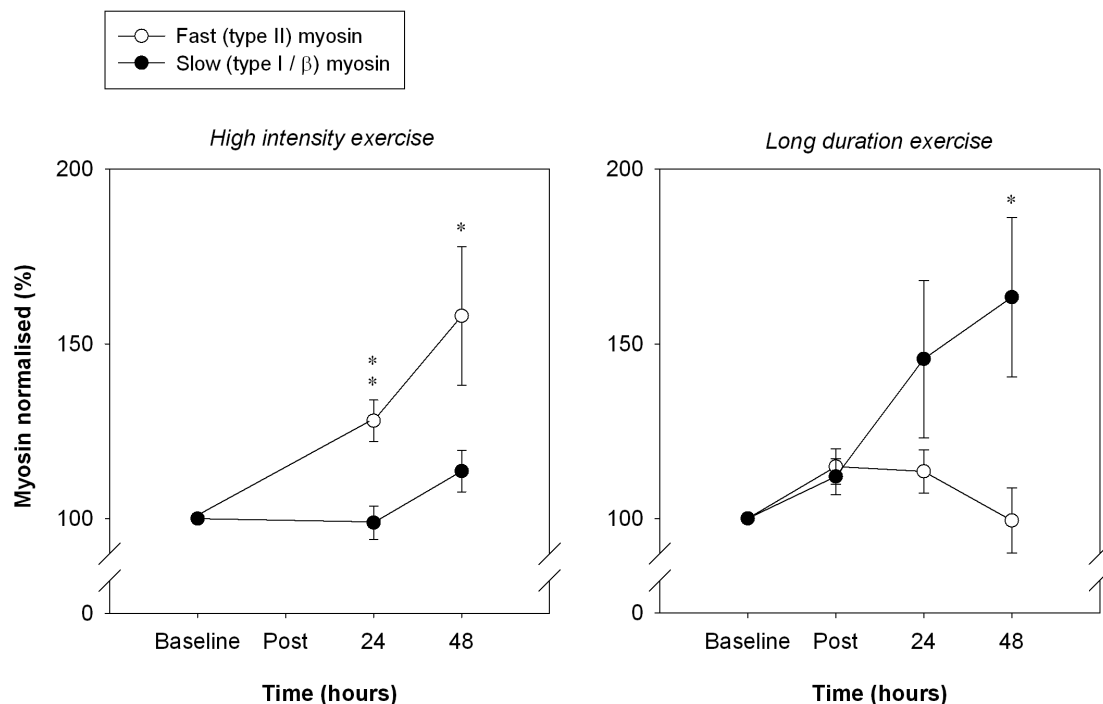 Fast (type II) myosin
Slow (type I / β) myosin
High intensity exercise
Long duration exercise
Myosin normalised (%)
200
150
100
0
*
*
*
Baseline Post 24 48
Time (hours)
200
150
100
0
*
Baseline Post 24 48
Time (hours)